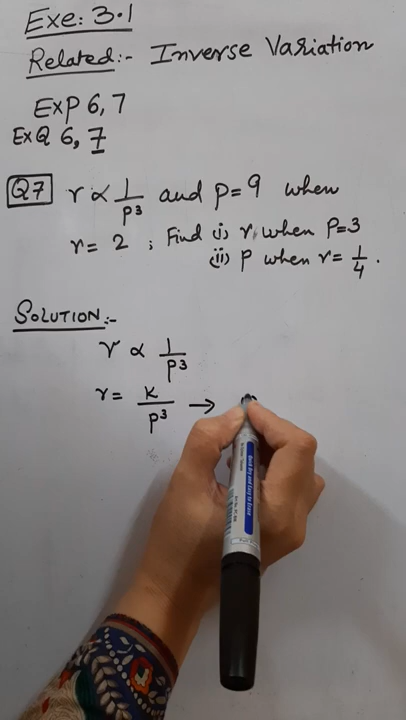 Exe: 3.1
Related:- Inverse Variation
Exp 6, 7
Ex Q 6, 7
Q7 r ∝ 1/P³ and P=9 when
r= 2 ; Find (i) r, when P=3
(ii) P when r= 1/4 .
SOLUTION:-
r ∝ 1/P³
r= K/P³ →